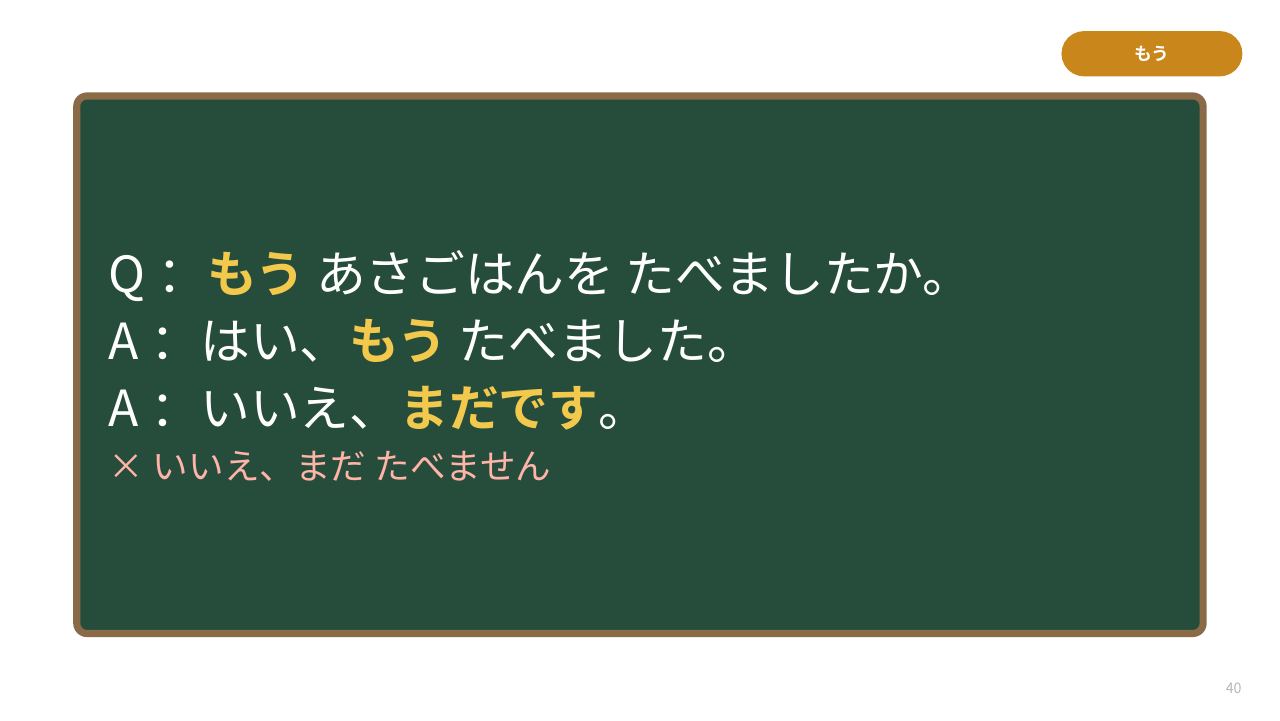 もう
Q： もう あさごはんを たべましたか。
A： はい、もう たべました。
A： いいえ、まだです。
× いいえ、まだ たべません
40